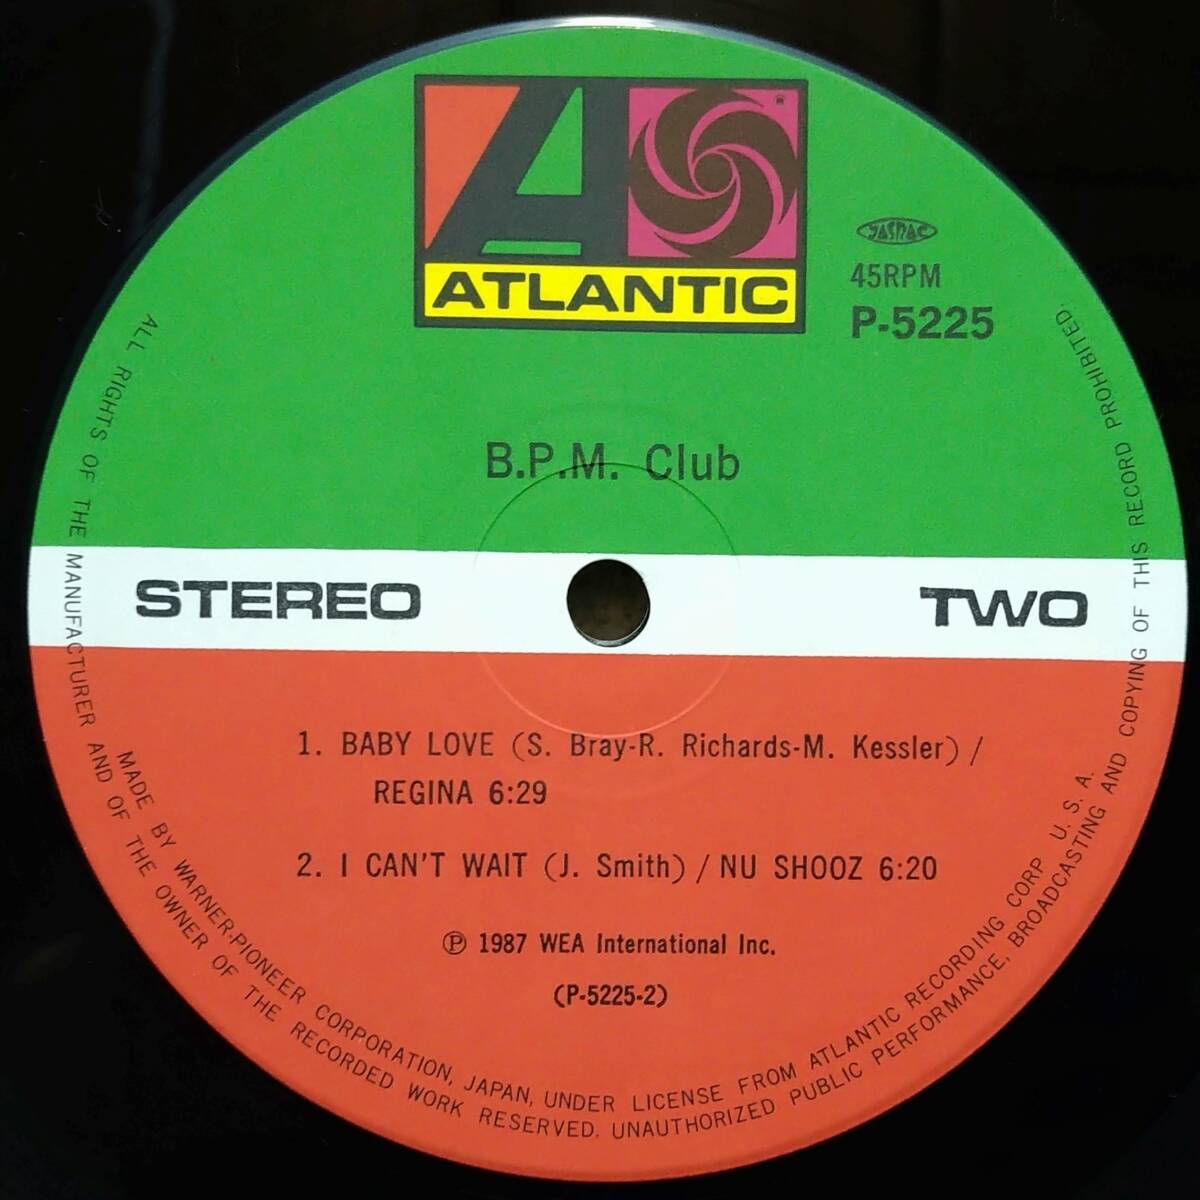 ATLANTIC
®
JASRAC
45RPM
P-5225
B.P.M. Club
STEREO
TWO
1. BABY LOVE (S. Bray-R. Richards-M. Kessler) /
REGINA 6:29
2. I CAN'T WAIT (J. Smith) / NU SHOOZ 6:20
℗ 1987 WEA International Inc.
(P-5225-2)
MADE BY WARNER-PIONEER CORPORATION, JAPAN, UNDER LICENSE FROM ATLANTIC RECORDING CORP U. S. A.
ALL RIGHTS OF THE MANUFACTURER AND OF THE OWNER OF THE RECORDED WORK RESERVED. UNAUTHORIZED PUBLIC PERFORMANCE, BROADCASTING AND COPYING OF THIS RECORD PROHIBITED.